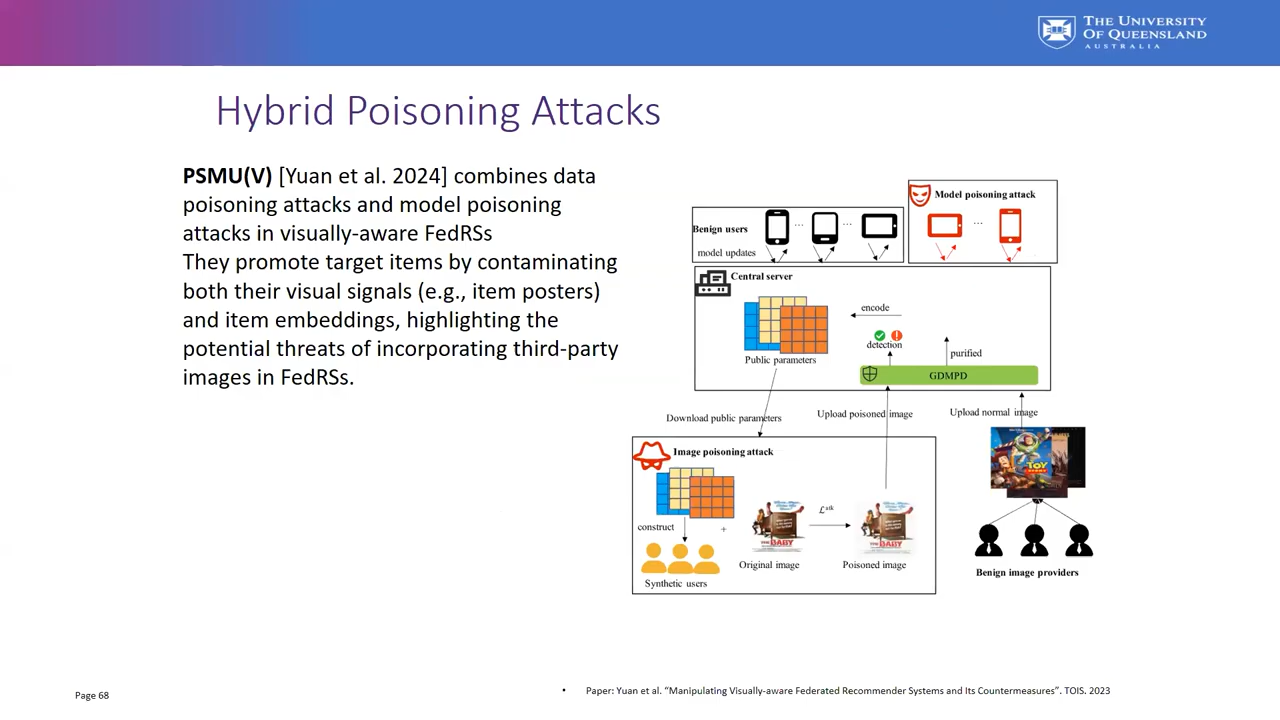 THE UNIVERSITY
OF QUEENSLAND
AUSTRALIA
Hybrid Poisoning Attacks
PSMU(V) [Yuan et al. 2024] combines data
poisoning attacks and model poisoning
attacks in visually-aware FedRSs
They promote target items by contaminating
both their visual signals (e.g., item posters)
and item embeddings, highlighting the
potential threats of incorporating third-party
images in FedRSs.
Model poisoning attack
...
Benign users
... ...
model updates
Central server
encode
detection
Public parameters
purified
GDMPD
Download public parameters
Upload poisoned image
Upload normal image
Image poisoning attack
TOY
construct
+
BABY
ℒᵃᵗᵏ
BABY
Synthetic users
Original image
Poisoned image
Benign image providers
Page 68
• Paper: Yuan et al. “Manipulating Visually-aware Federated Recommender Systems and Its Countermeasures”. TOIS. 2023